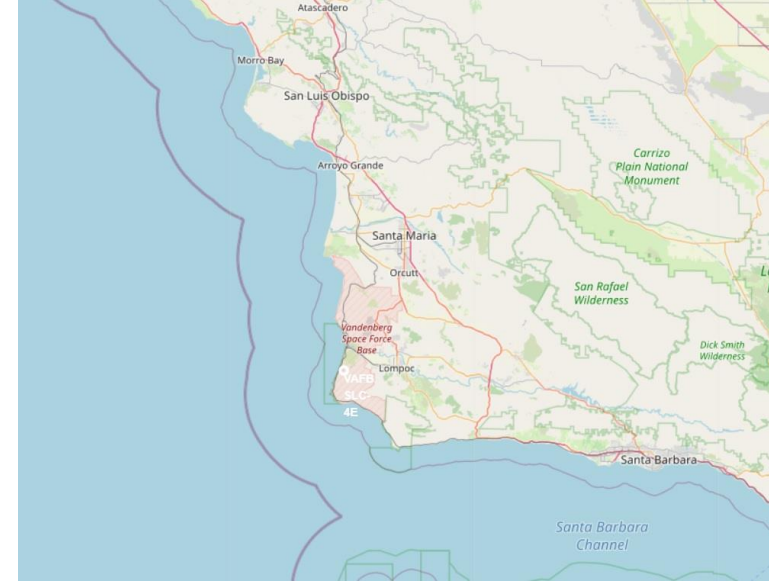 Atascadero
Morro Bay
San Luis Obispo
Carrizo
Plain National
Monument
Arroyo Grande
Santa Maria
Orcutt
San Rafael
Wilderness
Vandenberg
Space Force
Base
Dick Smith
Wilderness
Lompoc
VAFB
SLC-
4E
Santa Barbara
Santa Barbara
Channel